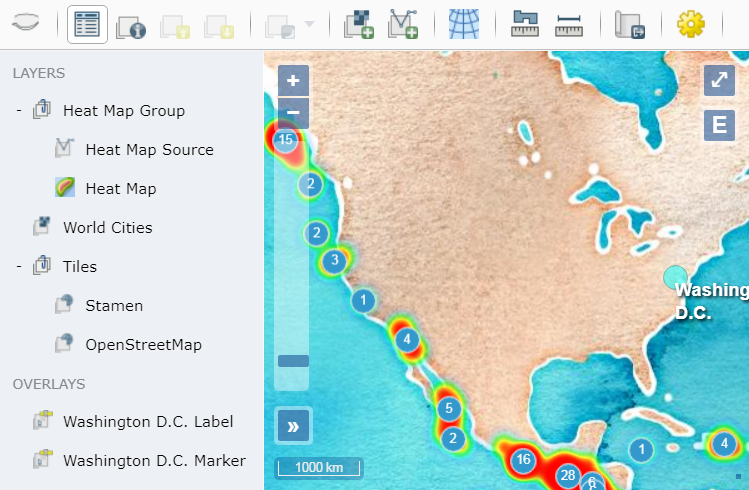 LAYERS
- Heat Map Group
Heat Map Source
Heat Map
World Cities
- Tiles
Stamen
OpenStreetMap
OVERLAYS
Washington D.C. Label
Washington D.C. Marker
+
−
E
15
2
2
3
1
4
5
2
16
28
6
1
4
Washing
D.C.
»
1000 km